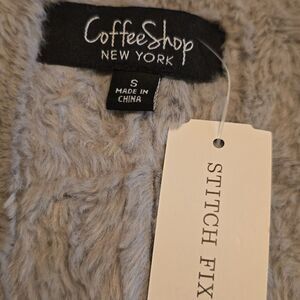 CoffeeShop
NEW YORK
S
MADE IN
CHINA
STITCH FIX